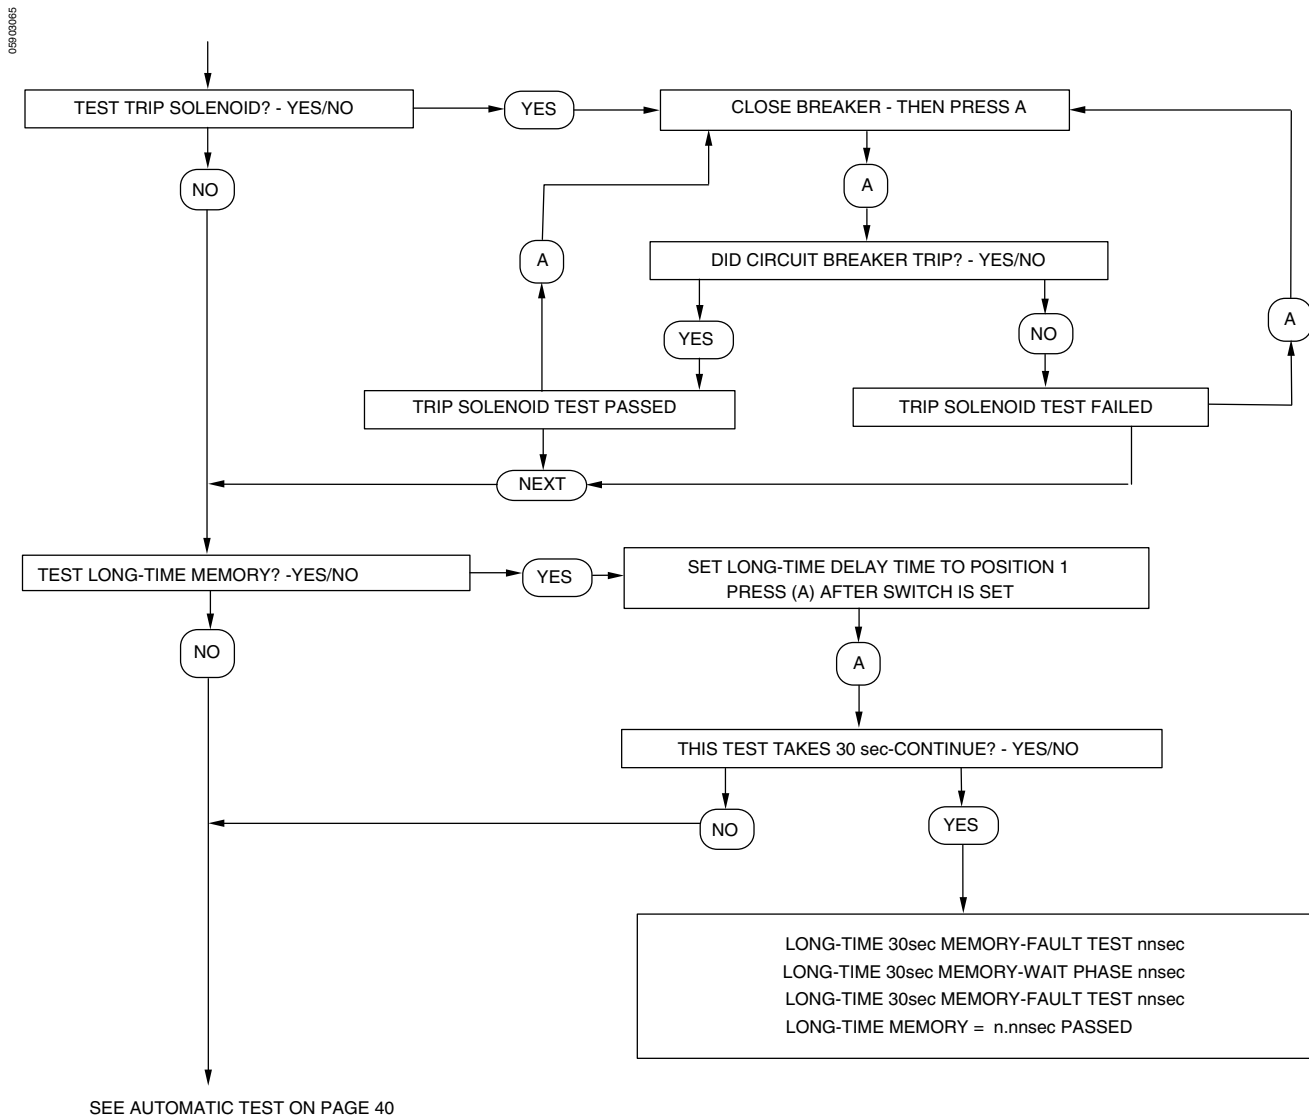 05903065
TEST TRIP SOLENOID? - YES/NO
YES
CLOSE BREAKER - THEN PRESS A
NO
A
DID CIRCUIT BREAKER TRIP? - YES/NO
A
YES
NO
A
TRIP SOLENOID TEST PASSED
TRIP SOLENOID TEST FAILED
NEXT
TEST LONG-TIME MEMORY? -YES/NO
YES
SET LONG-TIME DELAY TIME TO POSITION 1
PRESS (A) AFTER SWITCH IS SET
NO
A
THIS TEST TAKES 30 sec-CONTINUE? - YES/NO
NO
YES
LONG-TIME 30sec MEMORY-FAULT TEST nnsec
LONG-TIME 30sec MEMORY-WAIT PHASE nnsec
LONG-TIME 30sec MEMORY-FAULT TEST nnsec
LONG-TIME MEMORY = n.nnsec PASSED
SEE AUTOMATIC TEST ON PAGE 40